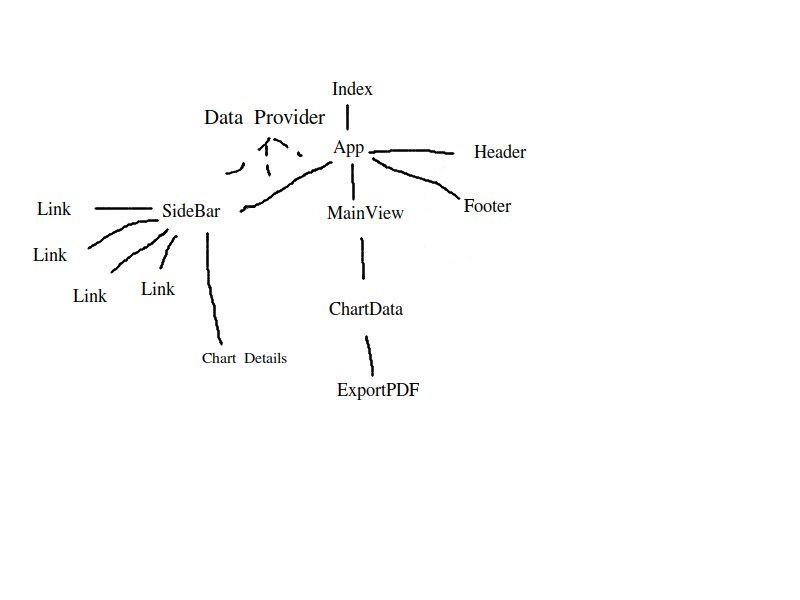 Index
Data Provider
App
Header
Link
SideBar
MainView
Footer
Link
Link
Link
ChartData
Chart Details
ExportPDF